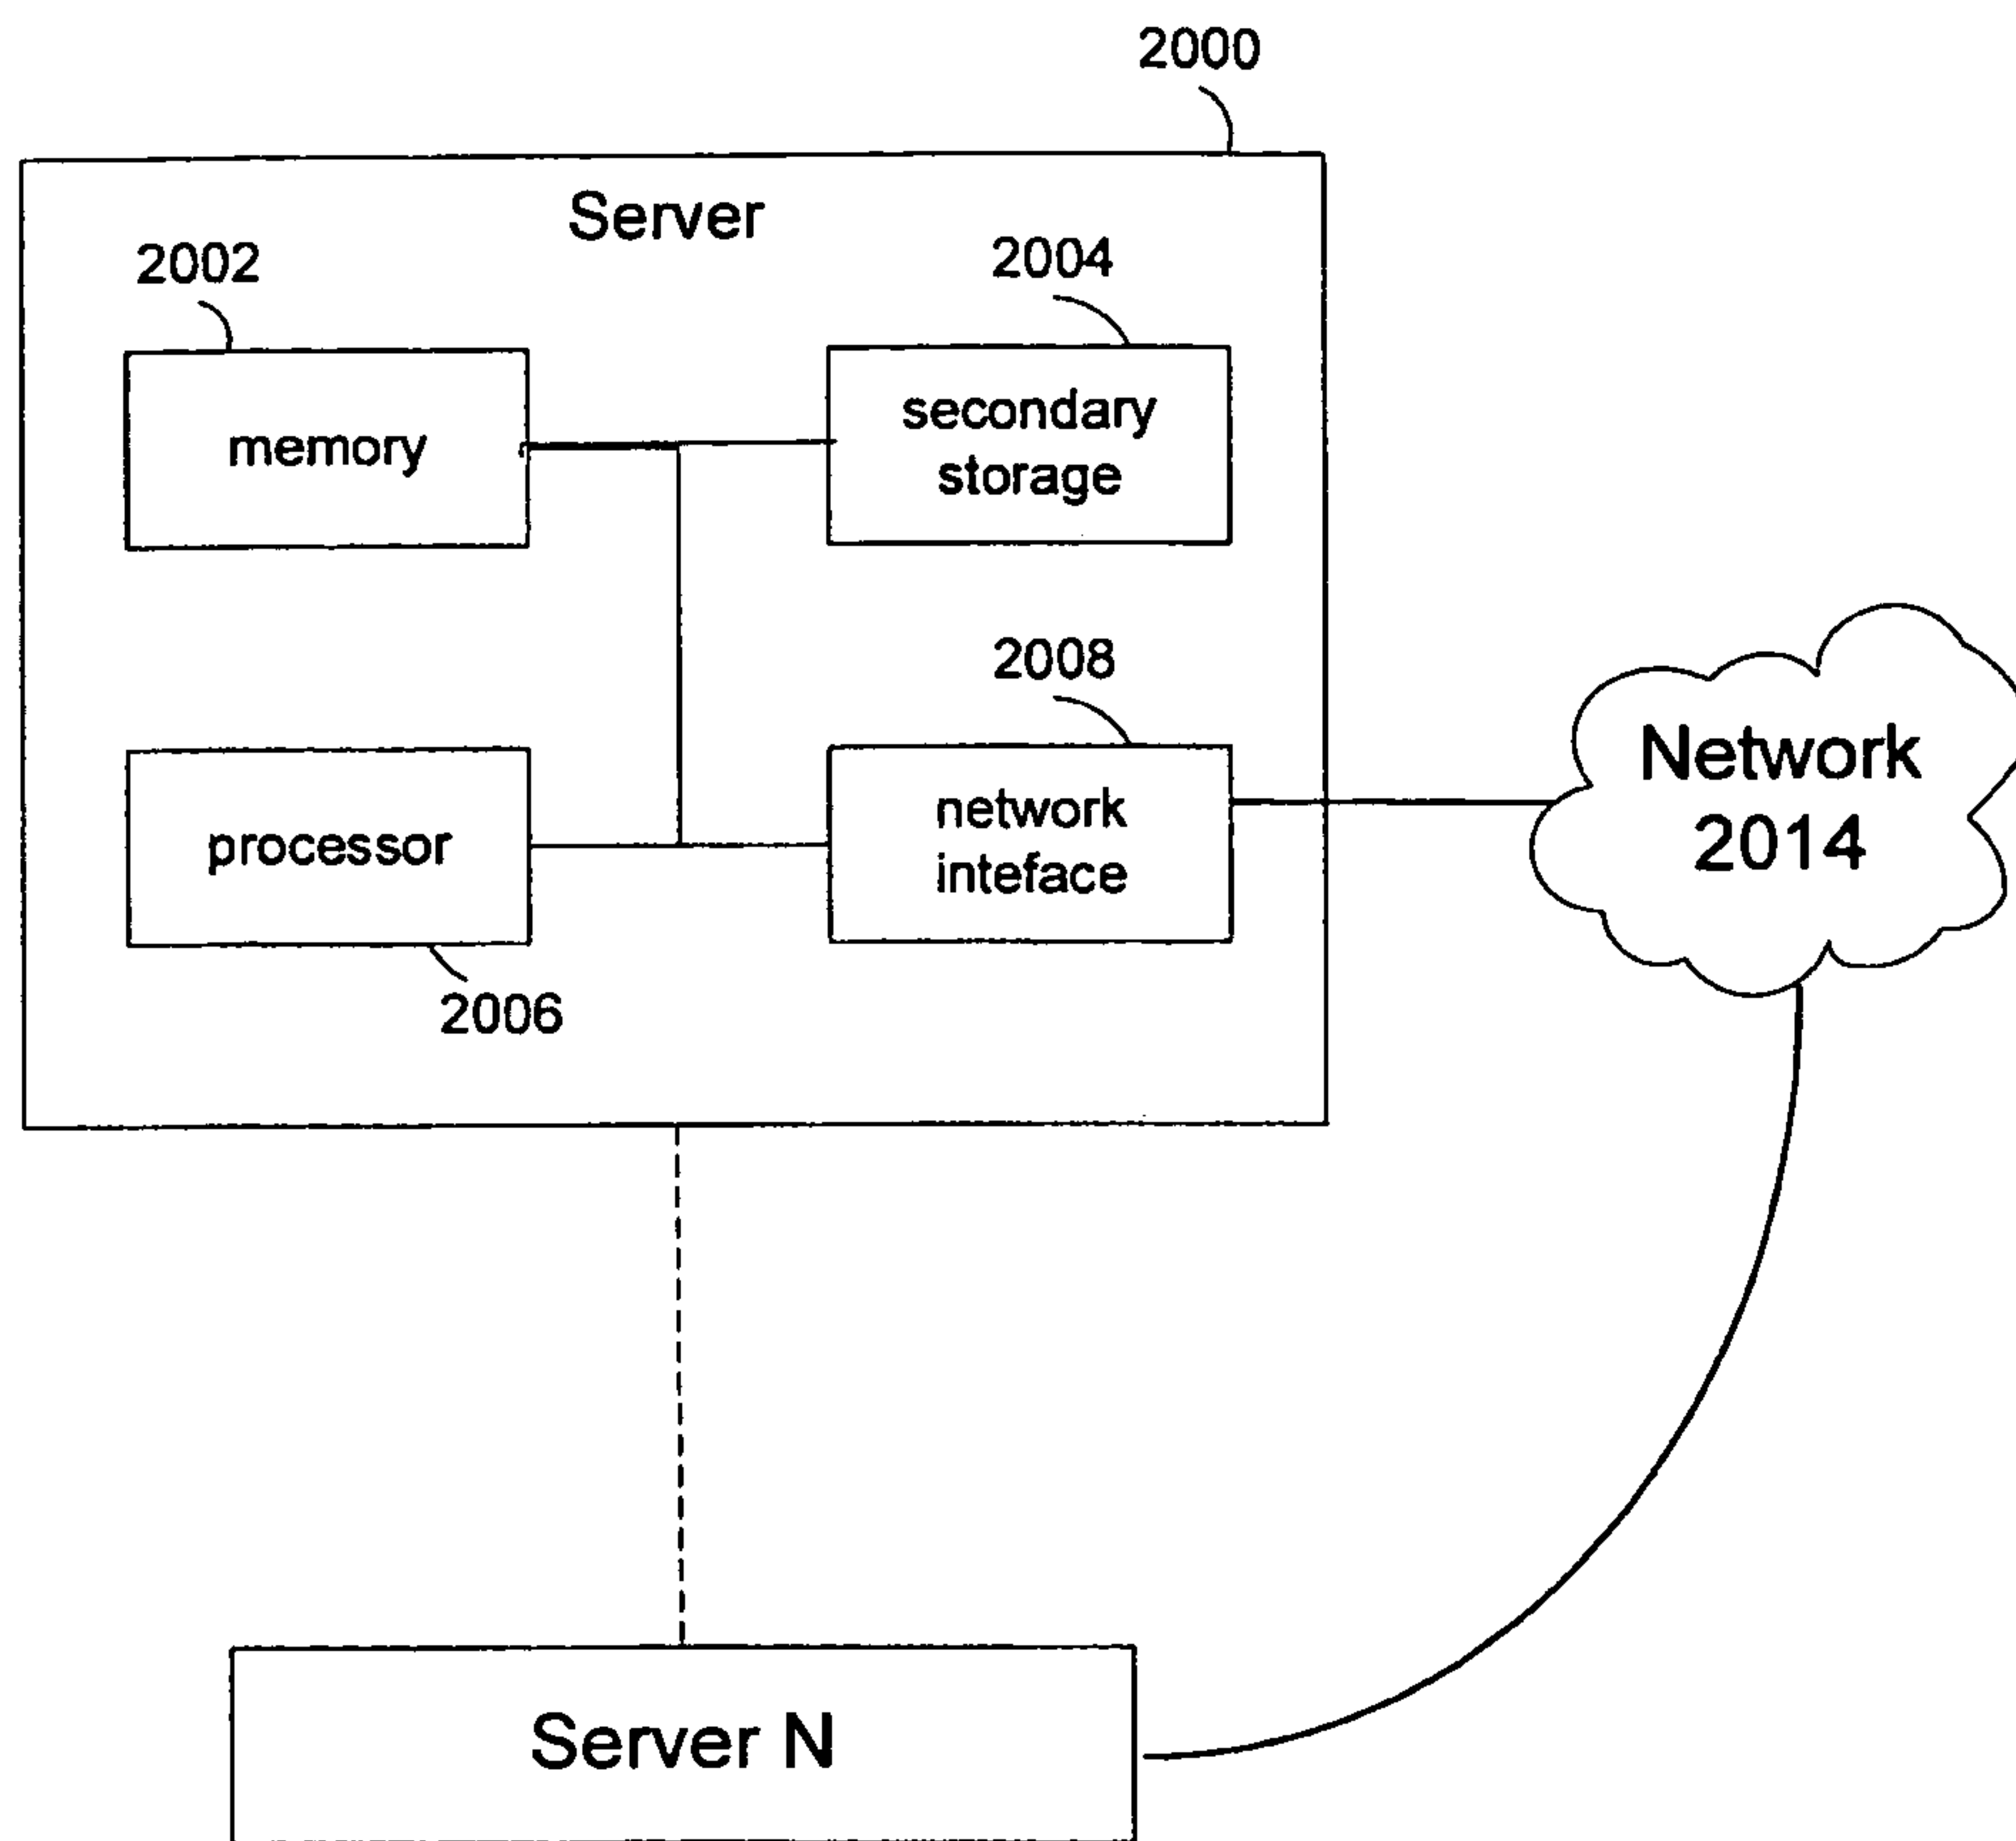 2000
Server
2002
2004
memory
secondary
storage
2008
processor
network
inteface
2006
Network
2014
Server N